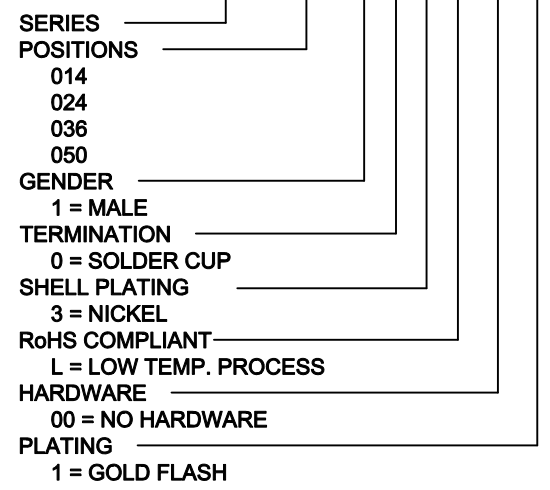 SERIES
POSITIONS
014
024
036
050
GENDER
1 = MALE
TERMINATION
0 = SOLDER CUP
SHELL PLATING
3 = NICKEL
RoHS COMPLIANT
L = LOW TEMP. PROCESS
HARDWARE
00 = NO HARDWARE
PLATING
1 = GOLD FLASH